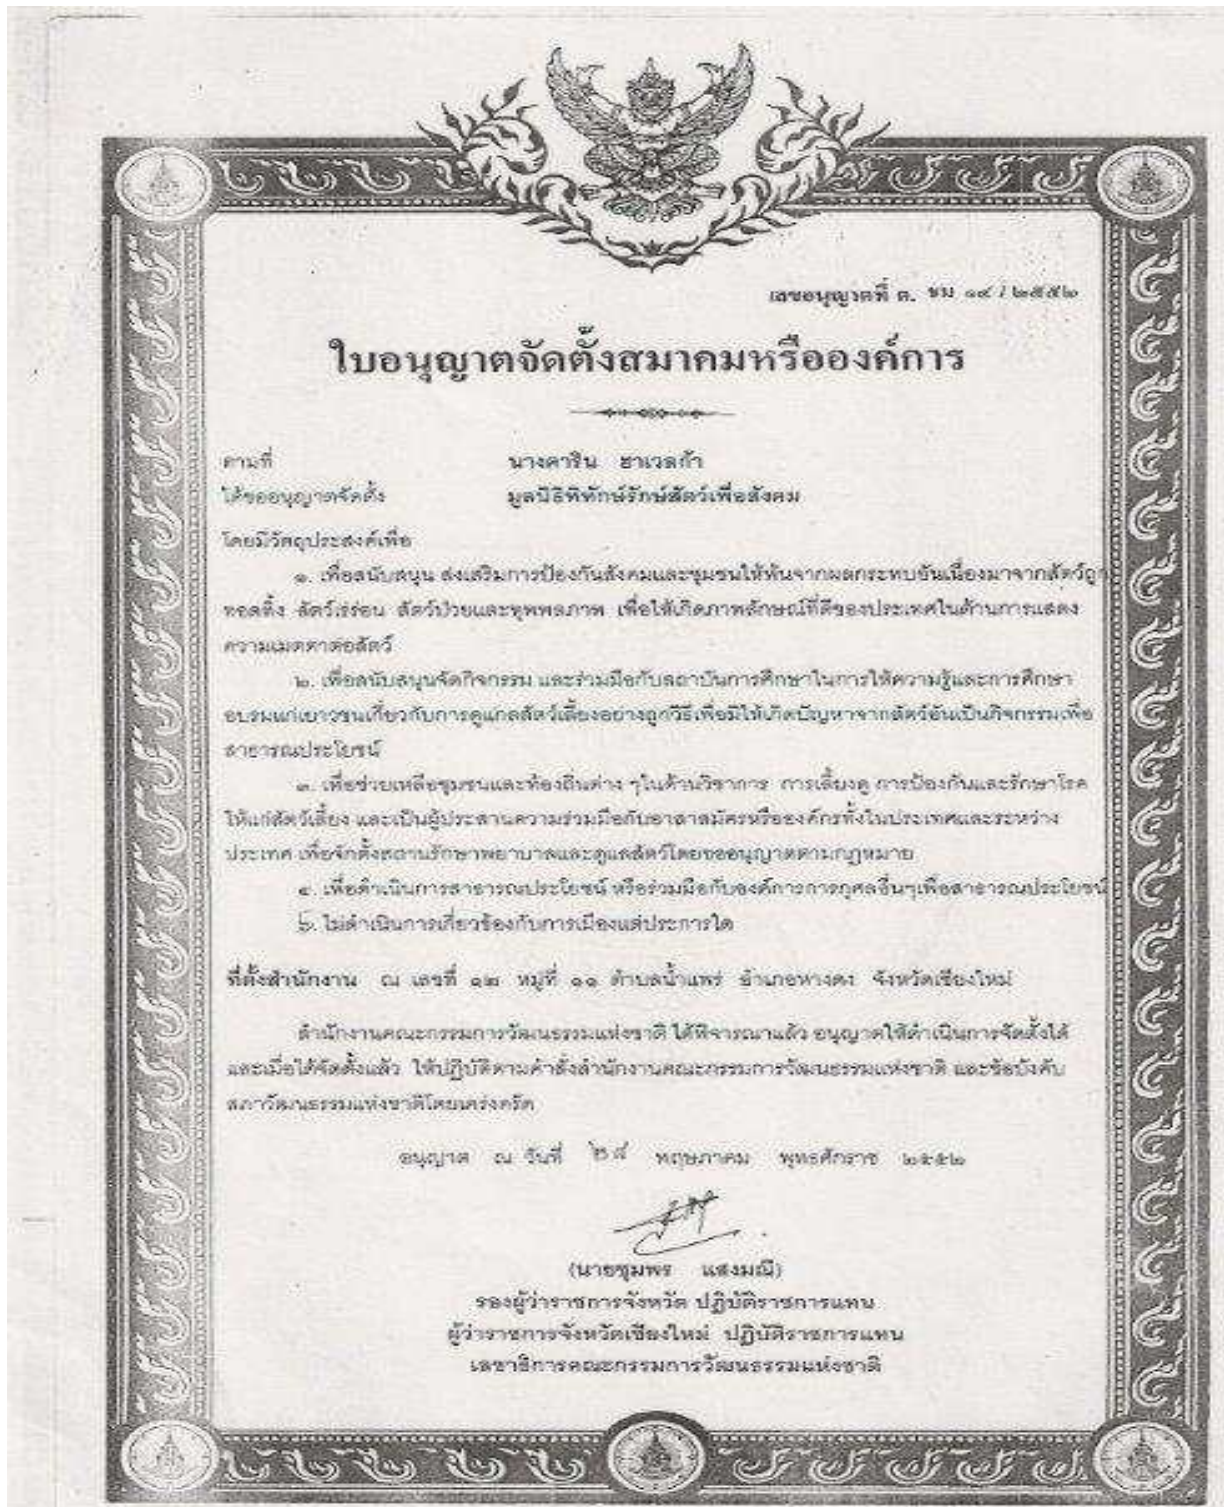 เลขอนุญาตที่ ต. ชม ๑๙ / ๒๕๕๒
ใบอนุญาตจัดตั้งสมาคมหรือองค์การ
ตามที่ นางคาริน ฮาเวลก้า
ได้ขออนุญาตจัดตั้ง มูลนิธิพิทักษ์รักษ์สัตว์เพื่อสังคม
โดยมีวัตถุประสงค์เพื่อ
๑. เพื่อสนับสนุน ส่งเสริมการป้องกันสังคมและชุมชนให้พ้นจากผลกระทบอันเนื่องมาจากสัตว์ถูก
ทอดทิ้ง สัตว์เร่ร่อน สัตว์ป่วยและทุพพลภาพ เพื่อให้เกิดภาพลักษณ์ที่ดีของประเทศในด้านการแสดง
ความเมตตาต่อสัตว์
๒. เพื่อสนับสนุนจัดกิจกรรม และร่วมมือกับสถาบันการศึกษาในการให้ความรู้และการศึกษา
อบรมแก่เยาวชนเกี่ยวกับการดูแลสัตว์เลี้ยงอย่างถูกวิธีเพื่อมิให้เกิดปัญหาจากสัตว์อันเป็นกิจกรรมเพื่อ
สาธารณประโยชน์
๓. เพื่อช่วยเหลือชุมชนและท้องถิ่นต่าง ๆในด้านวิชาการ การเลี้ยงดู การป้องกันและรักษาโรค
ให้แก่สัตว์เลี้ยง และเป็นผู้ประสานความร่วมมือกับอาสาสมัครหรือองค์กรทั้งในประเทศและระหว่าง
ประเทศ เพื่อจัดตั้งสถานรักษาพยาบาลและดูแลสัตว์โดยขออนุญาตตามกฎหมาย
๔. เพื่อดำเนินการสาธารณประโยชน์ หรือร่วมมือกับองค์การการกุศลอื่นๆเพื่อสาธารณประโยชน์
๖. ไม่ดำเนินการเกี่ยวข้องกับการเมืองแต่ประการใด
ที่ตั้งสำนักงาน ณ เลขที่ ๑๒ หมู่ที่ ๑๑ ตำบลน้ำแพร่ อำเภอหางดง จังหวัดเชียงใหม่
สำนักงานคณะกรรมการวัฒนธรรมแห่งชาติ ได้พิจารณาแล้ว อนุญาตให้ดำเนินการจัดตั้งได้
และเมื่อได้จัดตั้งแล้ว ให้ปฏิบัติตามคำสั่งสำนักงานคณะกรรมการวัฒนธรรมแห่งชาติ และข้อบังคับ
สภาวัฒนธรรมแห่งชาติโดยเคร่งครัด
อนุญาต ณ วันที่ ๒๘ พฤษภาคม พุทธศักราช ๒๕๕๒
(นายชุมพร แสงมณี)
รองผู้ว่าราชการจังหวัด ปฏิบัติราชการแทน
ผู้ว่าราชการจังหวัดเชียงใหม่ ปฏิบัติราชการแทน
เลขาธิการคณะกรรมการวัฒนธรรมแห่งชาติ